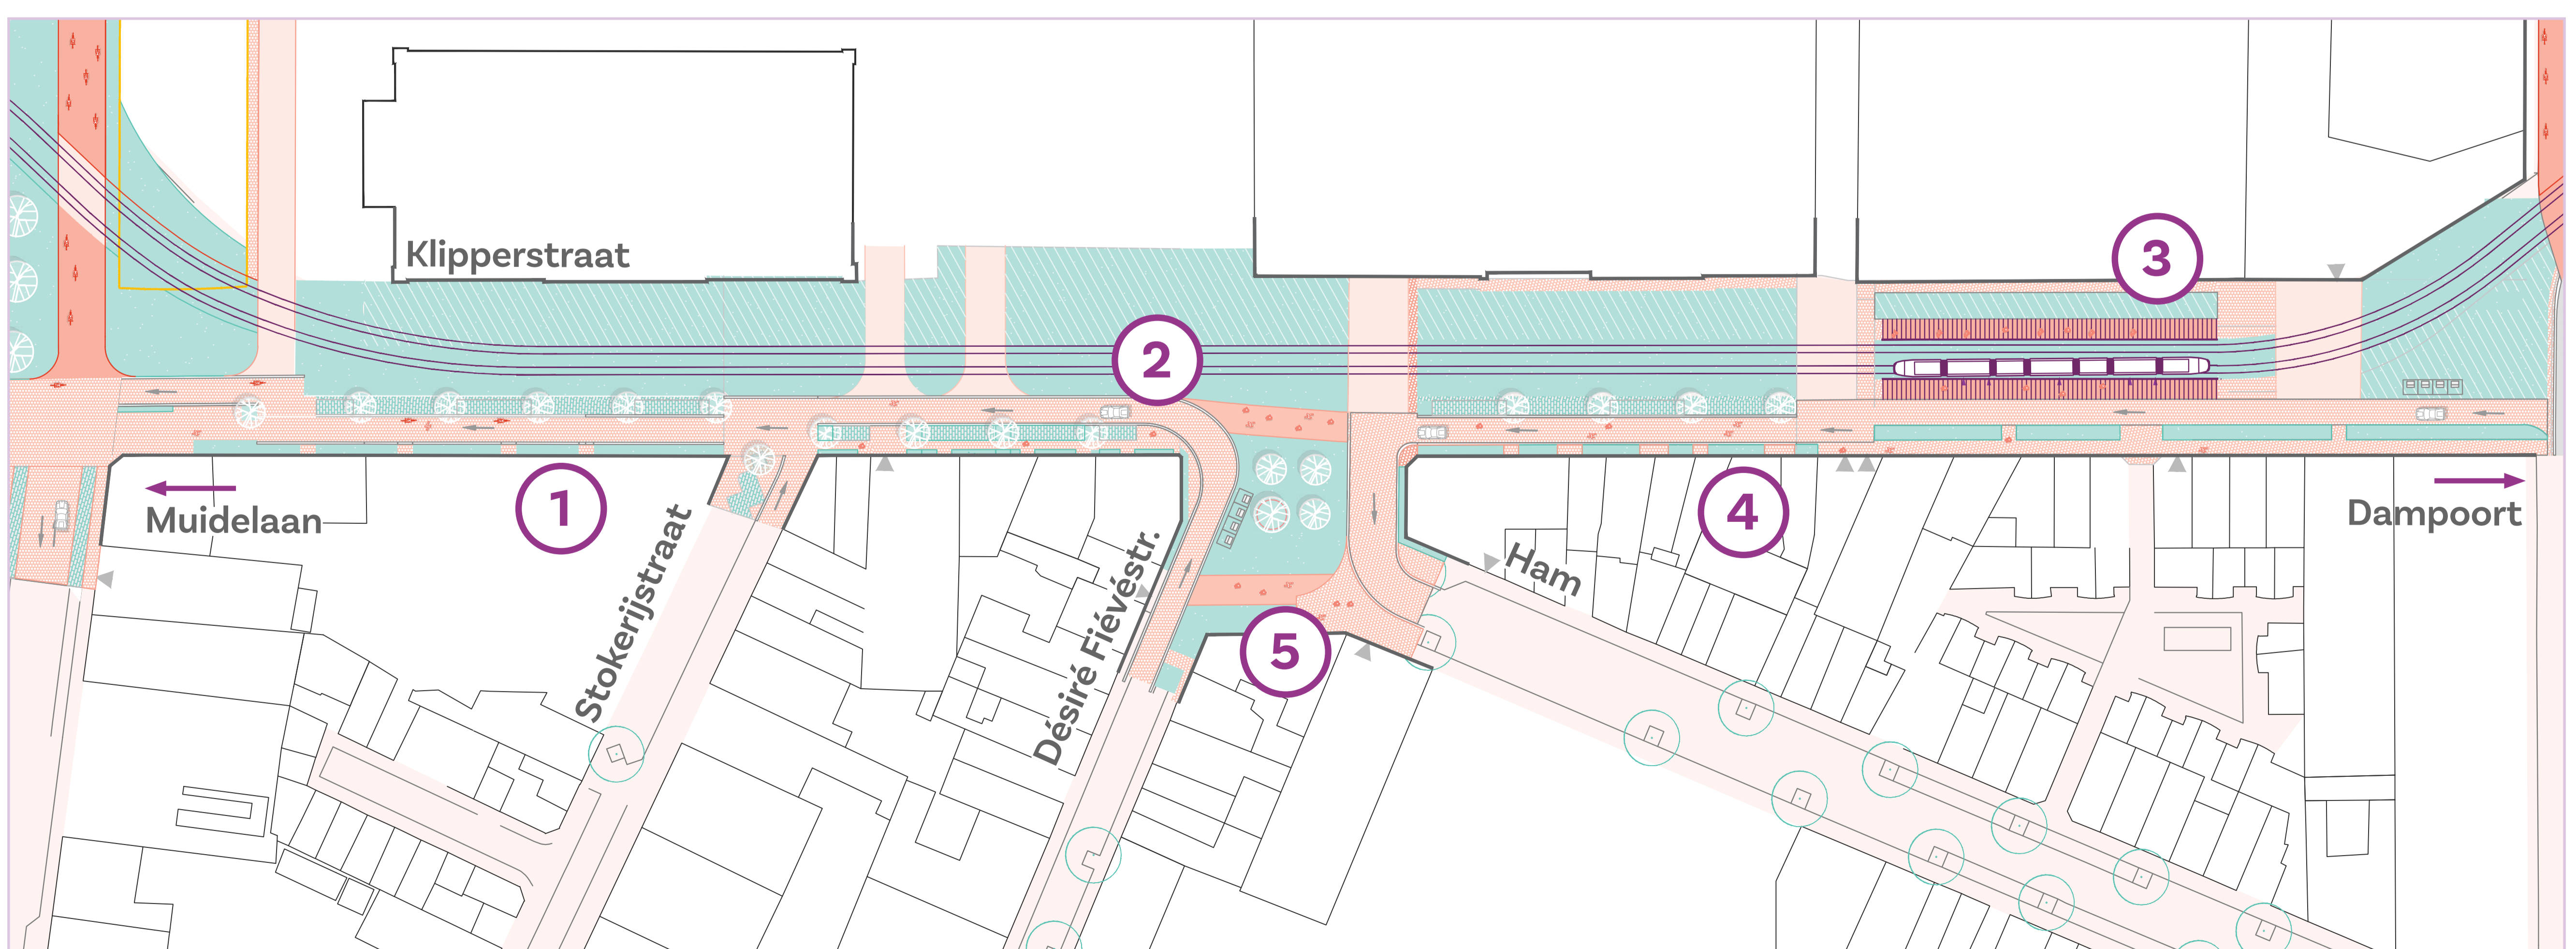 Klipperstraat
3
2
1
Muidelaan
Stokerijstraat
Désiré Fiévéstr.
5
Ham
4
Dampoort